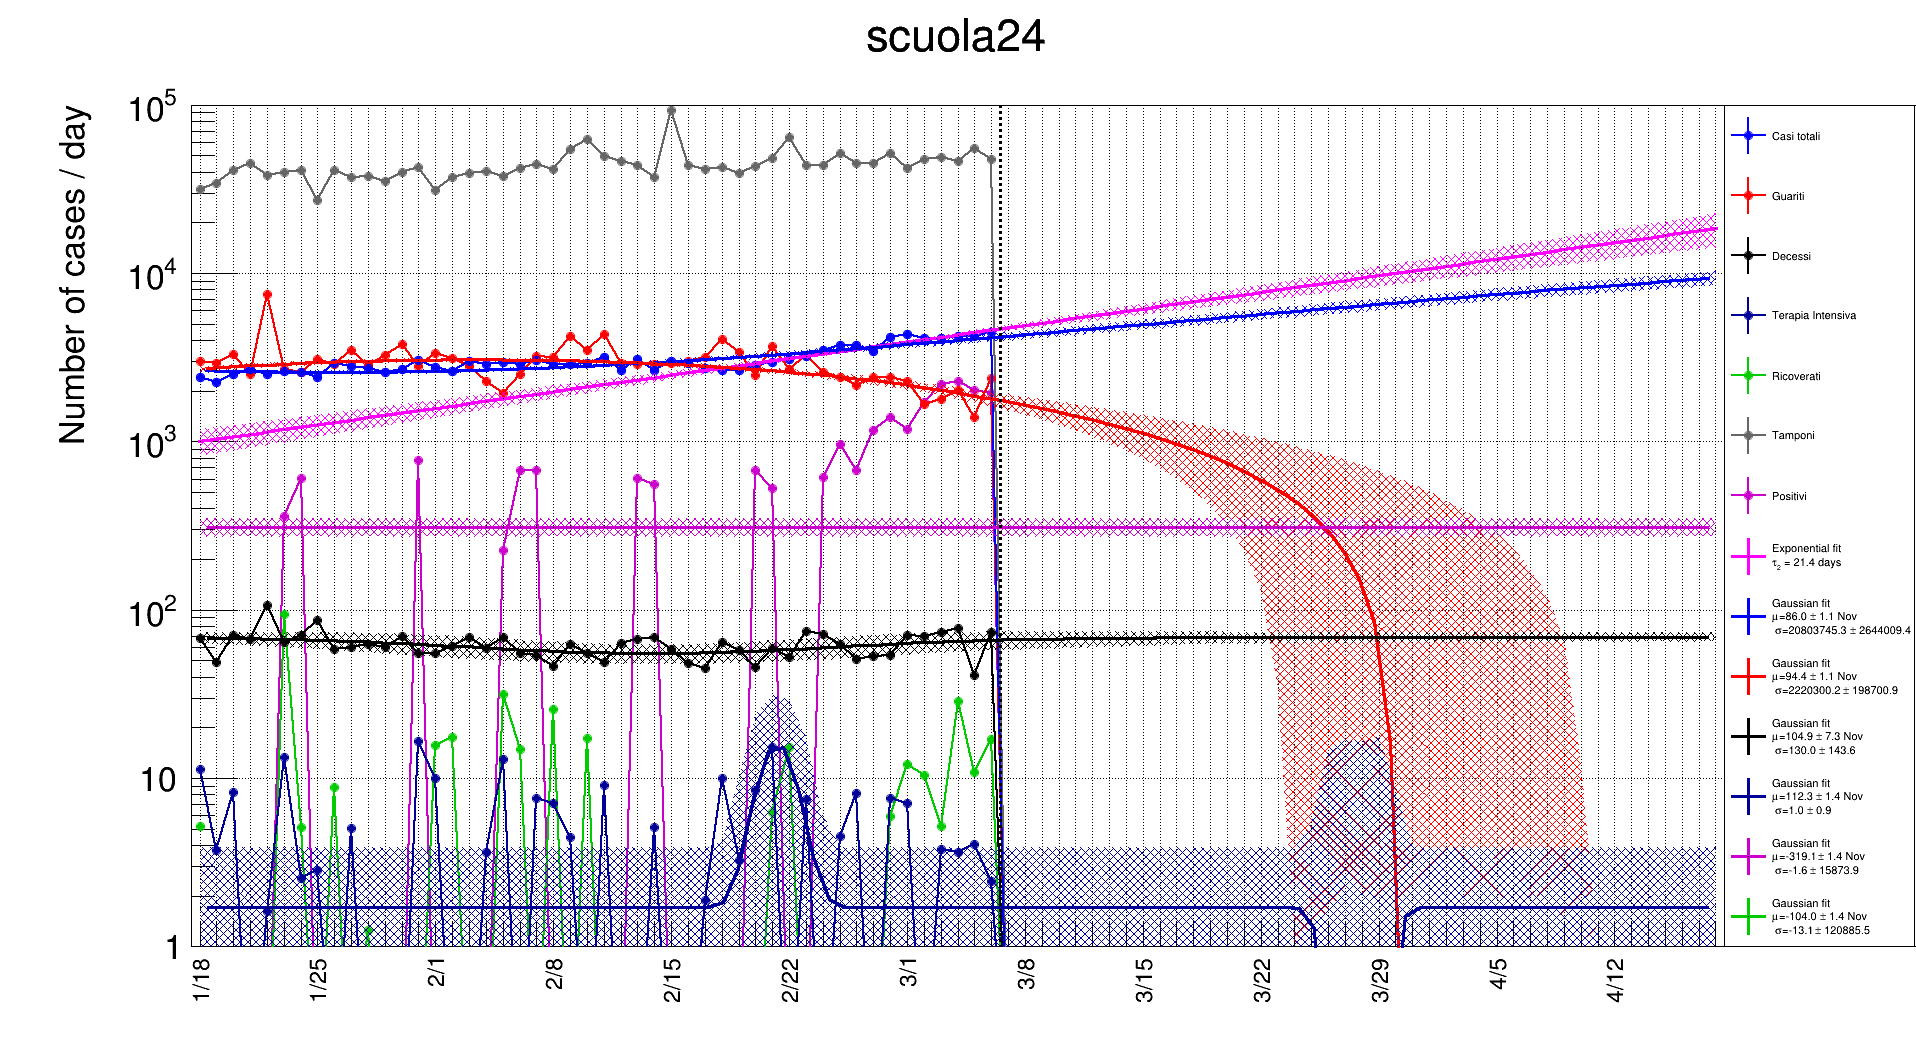 scuola24
Number of cases / day
10^5
10^4
10^3
10^2
10
1
1/18
1/25
2/1
2/8
2/15
2/22
3/1
3/8
3/15
3/22
3/29
4/5
4/12
Casi totali
Guariti
Decessi
Terapia Intensiva
Ricoverati
Tamponi
Positivi
Exponential fit
τ₂ = 21.4 days
Gaussian fit
μ=86.0 ± 1.1 Nov
σ=20803745.3 ± 2644009.4
Gaussian fit
μ=94.4 ± 1.1 Nov
σ=2220300.2 ± 198700.9
Gaussian fit
μ=104.9 ± 7.3 Nov
σ=130.0 ± 143.6
Gaussian fit
μ=112.3 ± 1.4 Nov
σ=1.0 ± 0.9
Gaussian fit
μ=-319.1 ± 1.4 Nov
σ=-1.6 ± 15873.9
Gaussian fit
μ=-104.0 ± 1.4 Nov
σ=-13.1 ± 120885.5